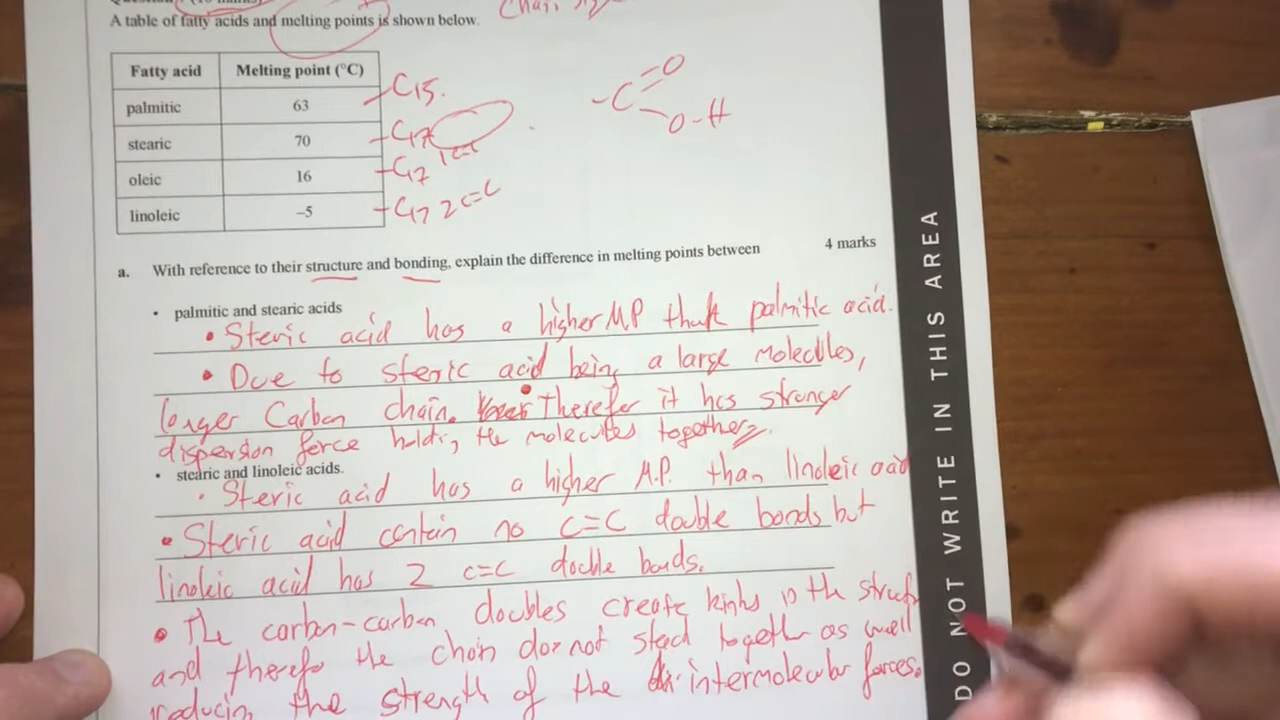 A table of fatty acids and melting points is shown below.
Fatty acid Melting point (°C)
palmitic 63 C15.
stearic 70 C17
oleic 16 C17 1 C=C
linoleic –5 C17 2 C=C
C=O
O-H
4 marks
a. With reference to their structure and bonding, explain the difference in melting points between
• palmitic and stearic acids
• Steric acid has a higher MP than palmitic acid.
• Due to steric acid being a large molecules,
longer Carbon chain. Therefor it has stronger
dispersion force holding the molecules together.
• stearic and linoleic acids.
• Steric acid has a higher M.P. than linoleic acid
• Steric acid contain no C=C double bonds but
linoleic acid has 2 C=C double bonds.
• The carbon-carbon doubles create kinks in the
and therefor the chain doe not stack together as well
reducing the strength of the intermolecular forces.
DO NOT WRITE IN THIS AREA